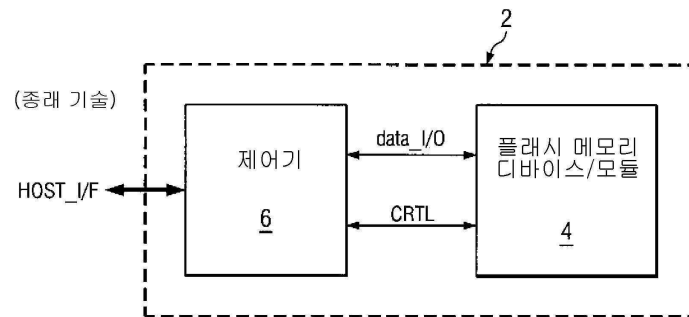 2
(종래 기술)
제어기
6
data_I/O
CRTL
플래시 메모리
디바이스/모듈
4
HOST_I/F